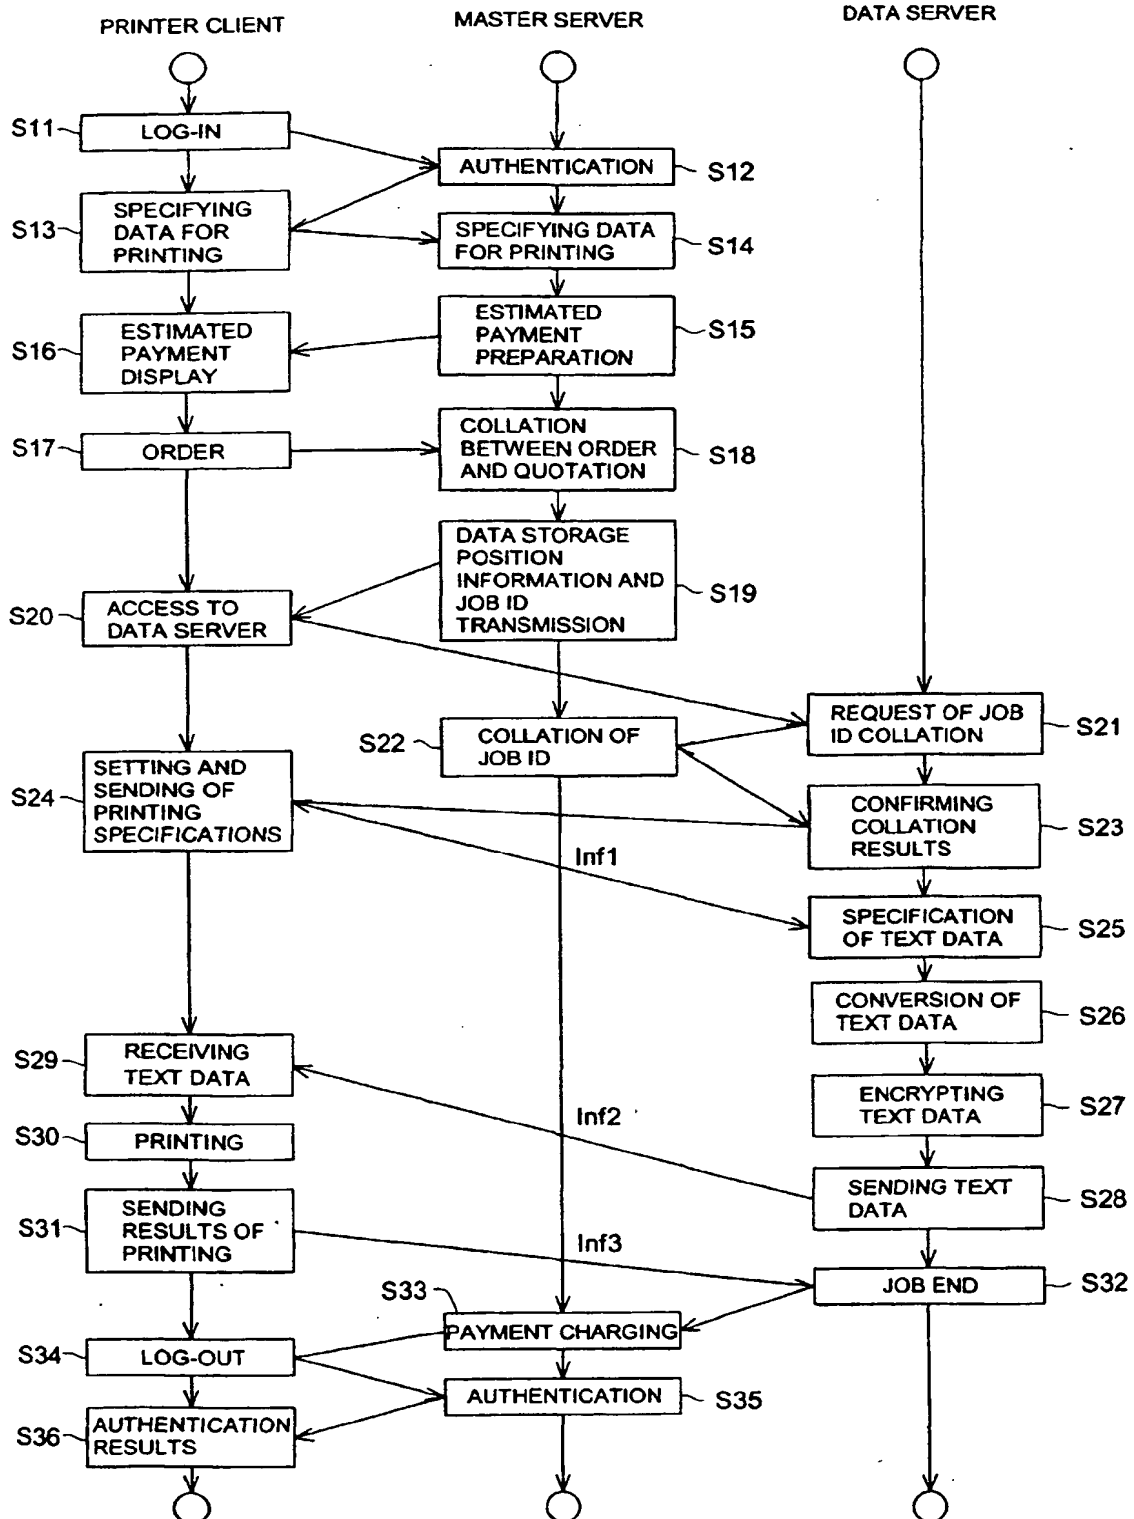 PRINTER CLIENT
MASTER SERVER
DATA SERVER
S11
LOG-IN
AUTHENTICATION
S12
S13
SPECIFYING
DATA FOR
PRINTING
SPECIFYING DATA
FOR PRINTING
S14
ESTIMATED
PAYMENT
PREPARATION
S15
S16
ESTIMATED
PAYMENT
DISPLAY
S17
ORDER
COLLATION
BETWEEN ORDER
AND QUOTATION
S18
DATA STORAGE
POSITION
INFORMATION AND
JOB ID
TRANSMISSION
S19
S20
ACCESS TO
DATA SERVER
REQUEST OF JOB
ID COLLATION
S21
S22
COLLATION OF
JOB ID
S24
SETTING AND
SENDING OF
PRINTING
SPECIFICATIONS
CONFIRMING
COLLATION
RESULTS
S23
Inf1
SPECIFICATION
OF TEXT DATA
S25
CONVERSION OF
TEXT DATA
S26
S29
RECEIVING
TEXT DATA
ENCRYPTING
TEXT DATA
S27
Inf2
S30
PRINTING
SENDING TEXT
DATA
S28
S31
SENDING
RESULTS OF
PRINTING
Inf3
JOB END
S32
S33
PAYMENT CHARGING
S34
LOG-OUT
AUTHENTICATION
S35
S36
AUTHENTICATION
RESULTS